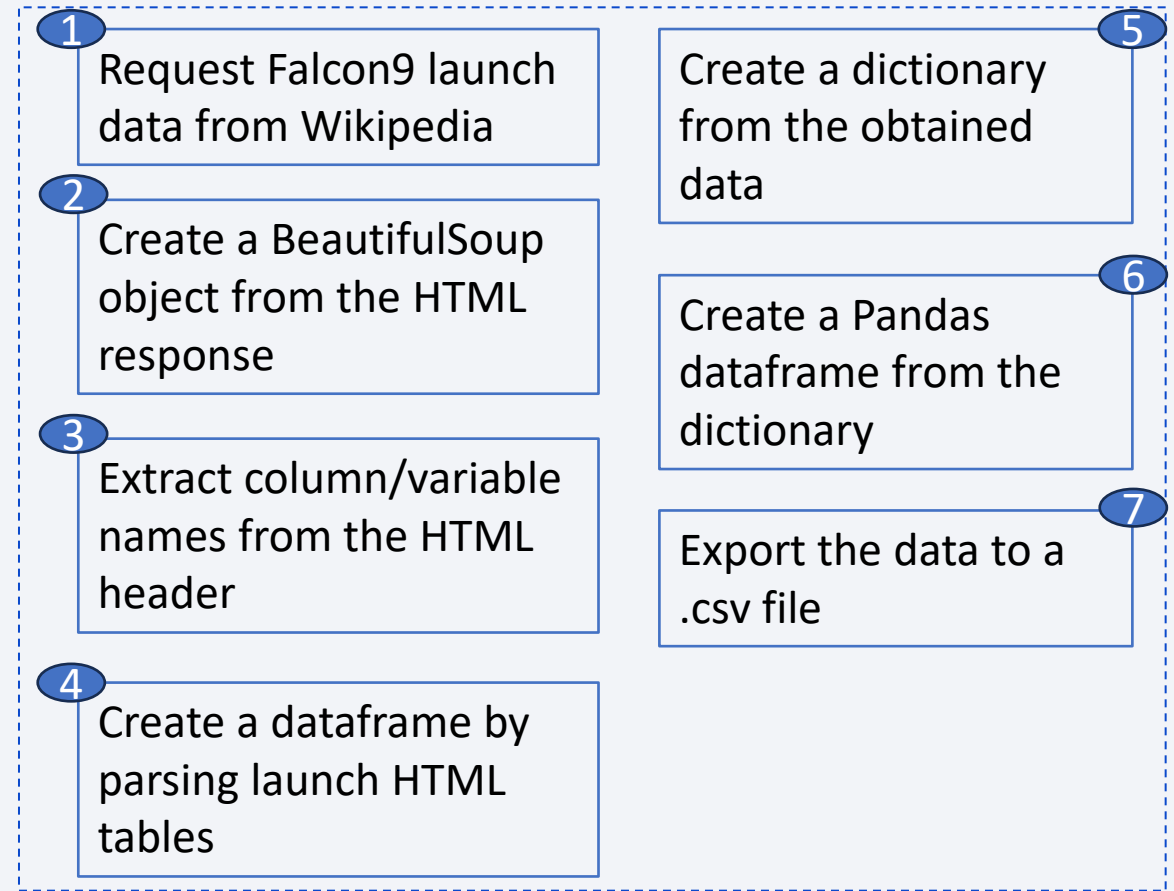 1
Request Falcon9 launch
data from Wikipedia
2
Create a BeautifulSoup
object from the HTML
response
3
Extract column/variable
names from the HTML
header
4
Create a dataframe by
parsing launch HTML
tables
5
Create a dictionary
from the obtained
data
6
Create a Pandas
dataframe from the
dictionary
7
Export the data to a
.csv file